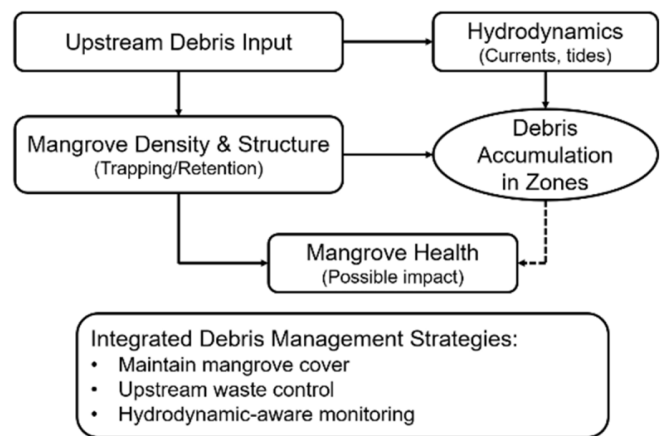 Upstream Debris Input
Hydrodynamics
(Currents, tides)
Mangrove Density & Structure
(Trapping/Retention)
Debris
Accumulation
in Zones
Mangrove Health
(Possible impact)
Integrated Debris Management Strategies:
• Maintain mangrove cover
• Upstream waste control
• Hydrodynamic-aware monitoring